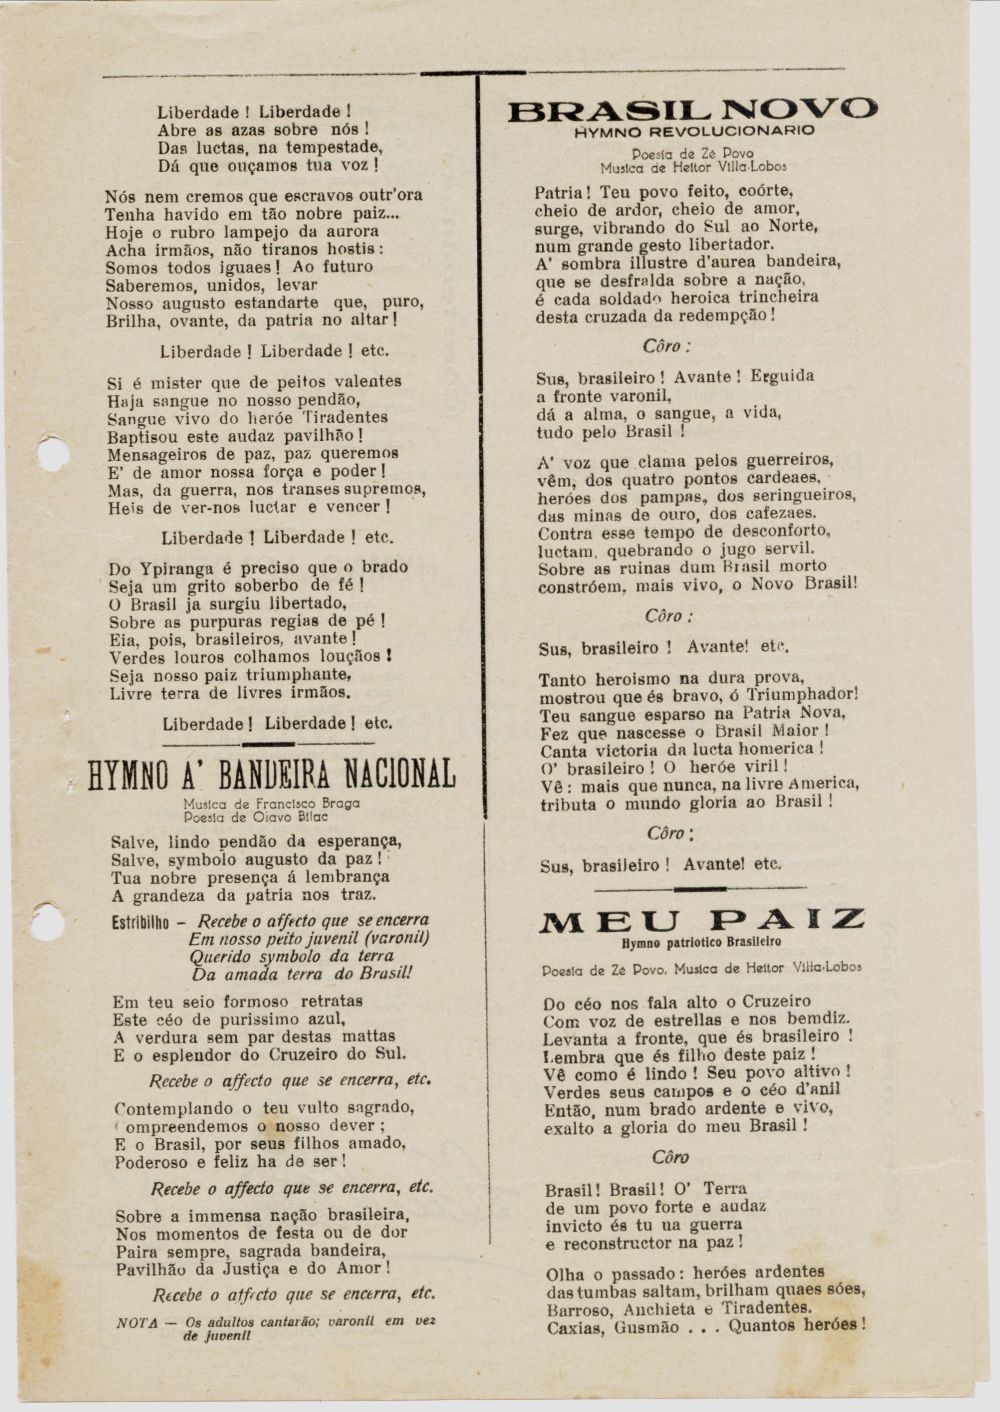 Liberdade ! Liberdade !
Abre as azas sobre nós !
Das luctas, na tempestade,
Dá que ouçamos tua voz !
Nós nem cremos que escravos outr'ora
Tenha havido em tão nobre paiz...
Hoje o rubro lampejo da aurora
Acha irmãos, não tiranos hostis :
Somos todos iguaes ! Ao futuro
Saberemos, unidos, levar
Nosso augusto estandarte que, puro,
Brilha, ovante, da patria no altar !
Liberdade ! Liberdade ! etc.
Si é mister que de peitos valentes
Haja sangue no nosso pendão,
Sangue vivo do heróe Tiradentes
Baptisou este audaz pavilhão !
Mensageiros de paz, paz queremos
E' de amor nossa força e poder !
Mas, da guerra, nos transes supremos,
Heis de ver-nos luctar e vencer !
Liberdade ! Liberdade ! etc.
Do Ypiranga é preciso que o brado
Seja um grito soberbo de fé !
O Brasil ja surgiu libertado,
Sobre as purpuras regias de pé !
Eia, pois, brasileiros, avante !
Verdes louros colhamos louçãos !
Seja nosso paiz triumphante,
Livre terra de livres irmãos.
Liberdade ! Liberdade ! etc.
HYMNO A' BANDEIRA NACIONAL
Musica de Francisco Braga
Poesia de Olavo Bilac
Salve, lindo pendão da esperança,
Salve, symbolo augusto da paz !
Tua nobre presença á lembrança
A grandeza da patria nos traz.
Estribilho – Recebe o affecto que se encerra
Em nosso peito juvenil (varonil)
Querido symbolo da terra
Da amada terra do Brasil!
Em teu seio formoso retratas
Este céo de purissimo azul,
A verdura sem par destas mattas
E o esplendor do Cruzeiro do Sul.
Recebe o affecto que se encerra, etc.
Contemplando o teu vulto sagrado,
Compreendemos o nosso dever ;
E o Brasil, por seus filhos amado,
Poderoso e feliz ha de ser !
Recebe o affecto que se encerra, etc.
Sobre a immensa nação brasileira,
Nos momentos de festa ou de dor
Paira sempre, sagrada bandeira,
Pavilhão da Justiça e do Amor !
Recebe o affecto que se encerra, etc.
NOTA — Os adultos cantarão; varonil em vez
de juvenil
BRASIL NOVO
HYMNO REVOLUCIONARIO
Poesia de Zé Povo
Musica de Heitor Villa-Lobos
Patria! Teu povo feito, coórte,
cheio de ardor, cheio de amor,
surge, vibrando do Sul ao Norte,
num grande gesto libertador.
A' sombra illustre d'aurea bandeira,
que se desfralda sobre a nação,
é cada soldado heroica trincheira
desta cruzada da redempção !
Côro :
Sus, brasileiro ! Avante ! Erguida
a fronte varonil,
dá a alma, o sangue, a vida,
tudo pelo Brasil !
A' voz que clama pelos guerreiros,
vêm, dos quatro pontos cardeaes,
heróes dos pampas, dos seringueiros,
das minas de ouro, dos cafezaes.
Contra esse tempo de desconforto,
luctam, quebrando o jugo servil.
Sobre as ruinas dum Brasil morto
constróem, mais vivo, o Novo Brasil!
Côro :
Sus, brasileiro ! Avante! etc.
Tanto heroismo na dura prova,
mostrou que és bravo, ó Triumphador!
Teu sangue esparso na Patria Nova,
Fez que nascesse o Brasil Maior !
Canta victoria da lucta homerica !
O' brasileiro ! O heróe viril !
Vê : mais que nunca, na livre America,
tributa o mundo gloria ao Brasil !
Côro :
Sus, brasileiro ! Avante! etc.
MEU PAIZ
Hymno patriotico Brasileiro
Poesia de Zé Povo. Musica de Heitor Villa-Lobos
Do céo nos fala alto o Cruzeiro
Com voz de estrellas e nos bemdiz.
Levanta a fronte, que és brasileiro !
Lembra que és filho deste paiz !
Vê como é lindo ! Seu povo altivo !
Verdes seus campos e o céo d'anil
Então, num brado ardente e vivo,
exalto a gloria do meu Brasil !
Côro
Brasil ! Brasil ! O' Terra
de um povo forte e audaz
invicto és tu na guerra
e reconstructor na paz !
Olha o passado : heróes ardentes
das tumbas saltam, brilham quaes sóes,
Barroso, Anchieta e Tiradentes.
Caxias, Gusmão . . . Quantos heróes !